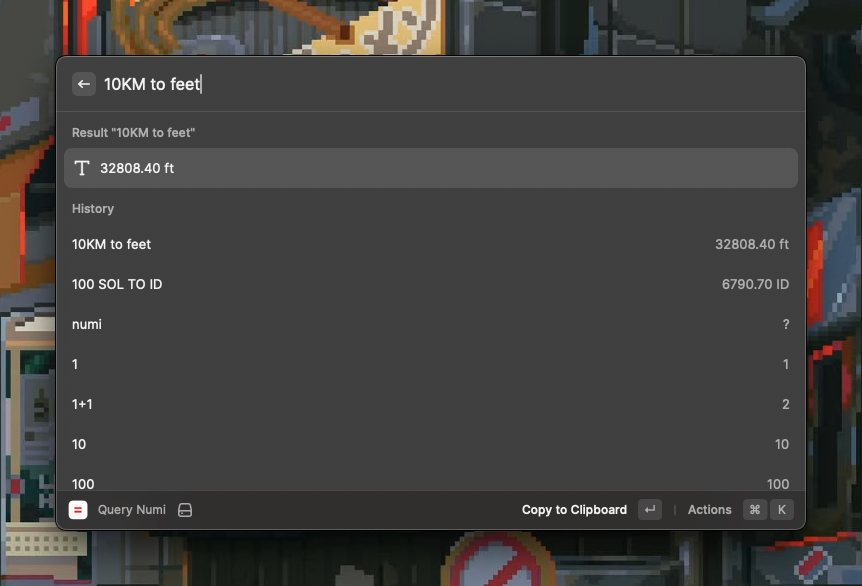 10KM to feet
Result "10KM to feet"
32808.40 ft
History
10KM to feet 32808.40 ft
100 SOL TO ID 6790.70 ID
numi ?
1 1
1+1 2
10 10
100 100
Query Numi Copy to Clipboard Actions ⌘ K